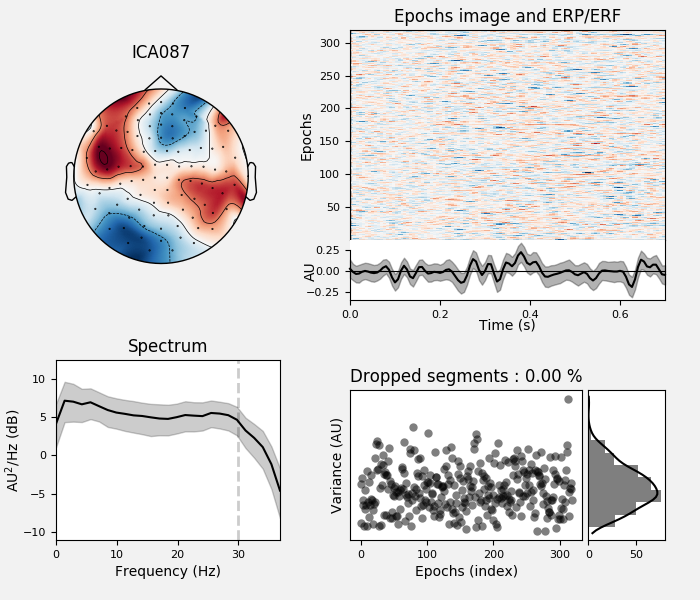 ICA087
Epochs image and ERP/ERF
Epochs
300
250
200
150
100
50
AU
0.25
0.00
−0.25
0.0 0.2 0.4 0.6
Time (s)
Spectrum
AU²/Hz (dB)
10
5
0
−5
−10
0 10 20 30
Frequency (Hz)
Dropped segments : 0.00 %
Variance (AU)
0 100 200 300
Epochs (index)
0 50